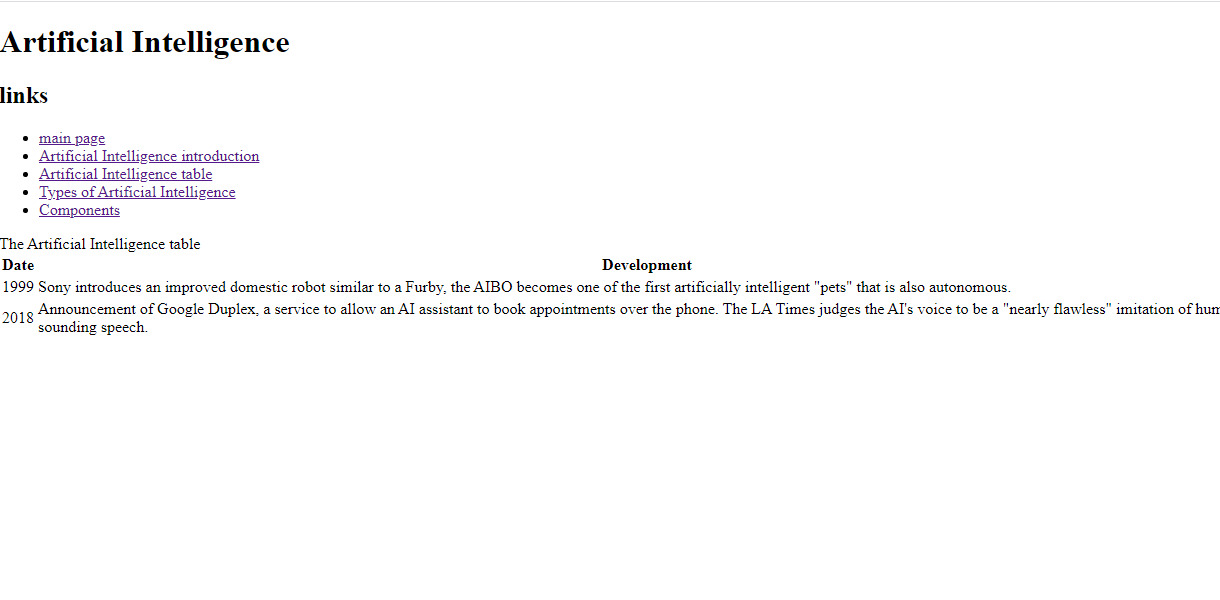 Artificial Intelligence
links
main page
Artificial Intelligence introduction
Artificial Intelligence table
Types of Artificial Intelligence
Components
The Artificial Intelligence table
Date Development
1999 Sony introduces an improved domestic robot similar to a Furby, the AIBO becomes one of the first artificially intelligent "pets" that is also autonomous.
2018 Announcement of Google Duplex, a service to allow an AI assistant to book appointments over the phone. The LA Times judges the AI's voice to be a "nearly flawless" imitation of
sounding speech.